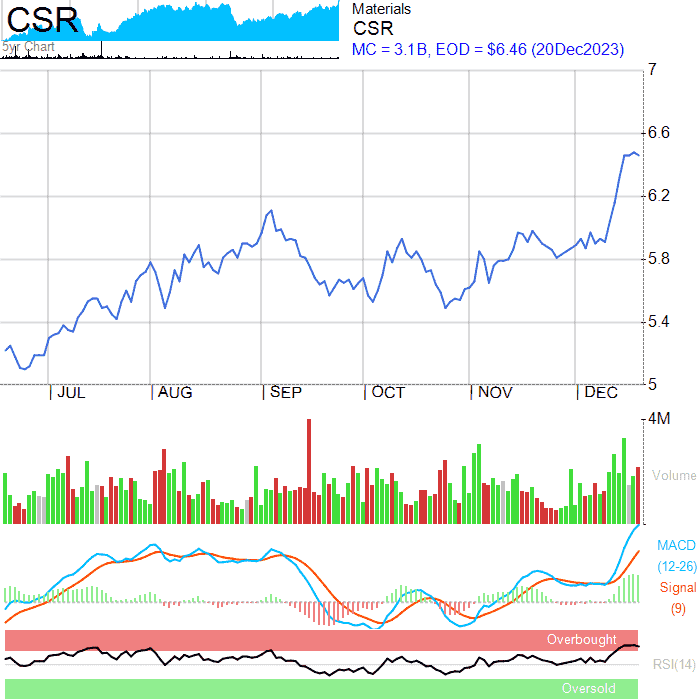 CSR
5yr Chart
Materials
CSR
MC = 3.1B, EOD = $6.46 (20Dec2023)
7
6.6
6.2
5.8
5.4
5
JUL AUG SEP OCT NOV DEC
4M
Volume
MACD
(12-26)
Signal
(9)
Overbought
RSI(14)
Oversold